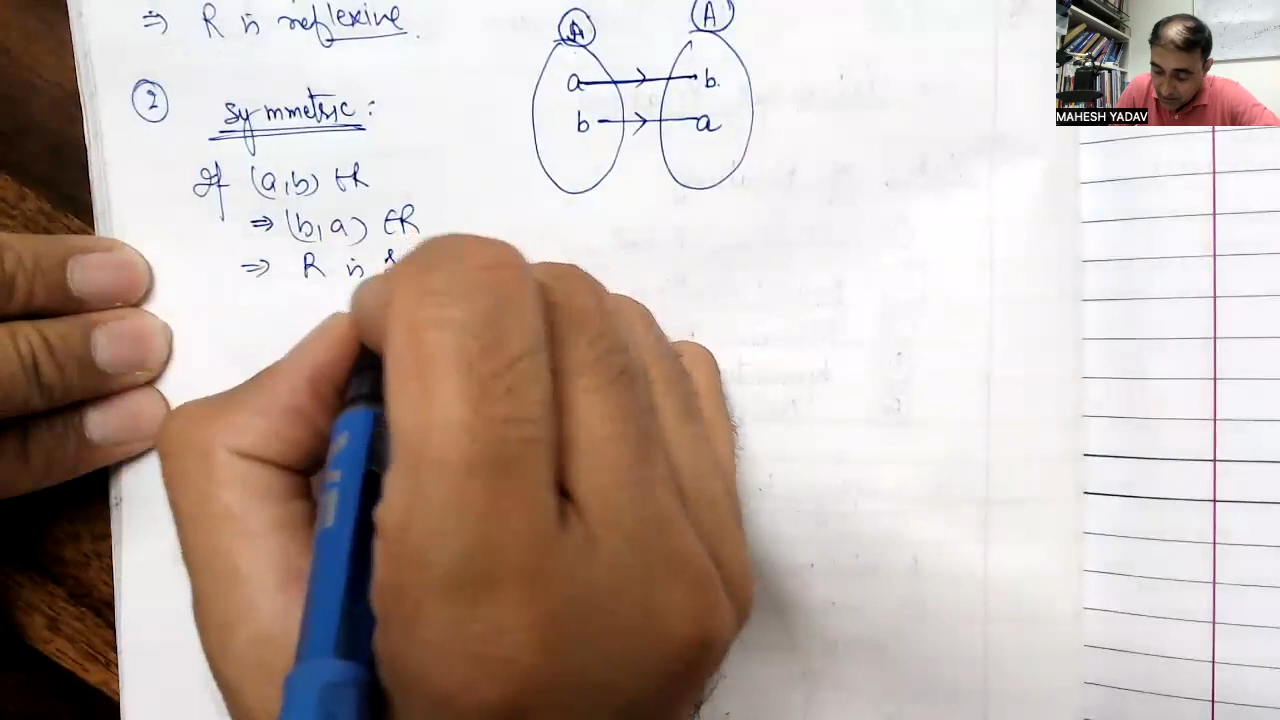 ⇒ R is reflexive.
② Symmetric:
If (a,b) ∈R
⇒ (b,a) ∈R
⇒ R is
A A
a b.
b a
MAHESH YADAV